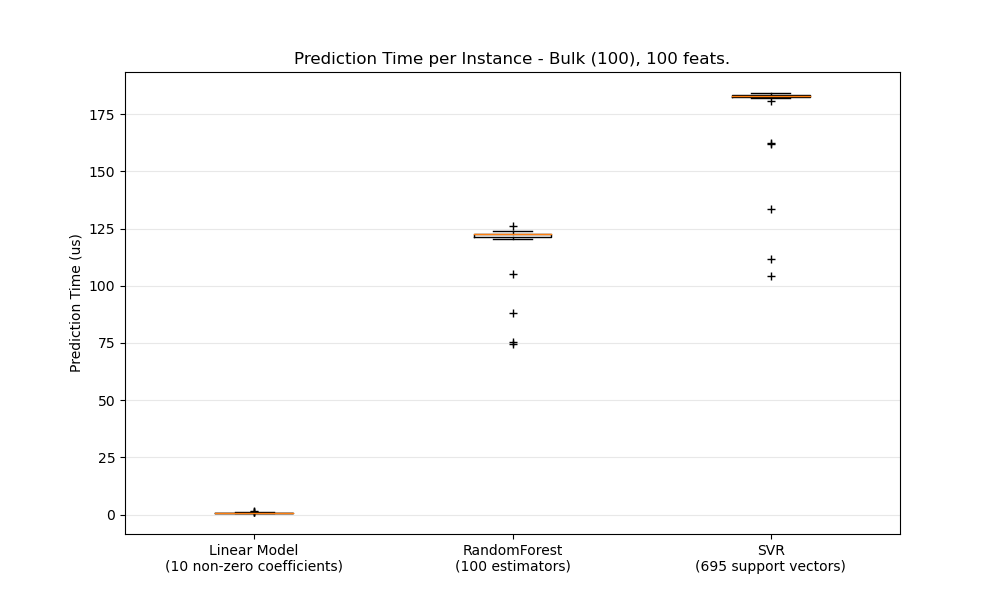 Prediction Time per Instance - Bulk (100), 100 feats.
Prediction Time (us)
175
150
125
100
75
50
25
0
Linear Model
(10 non-zero coefficients)
RandomForest
(100 estimators)
SVR
(695 support vectors)